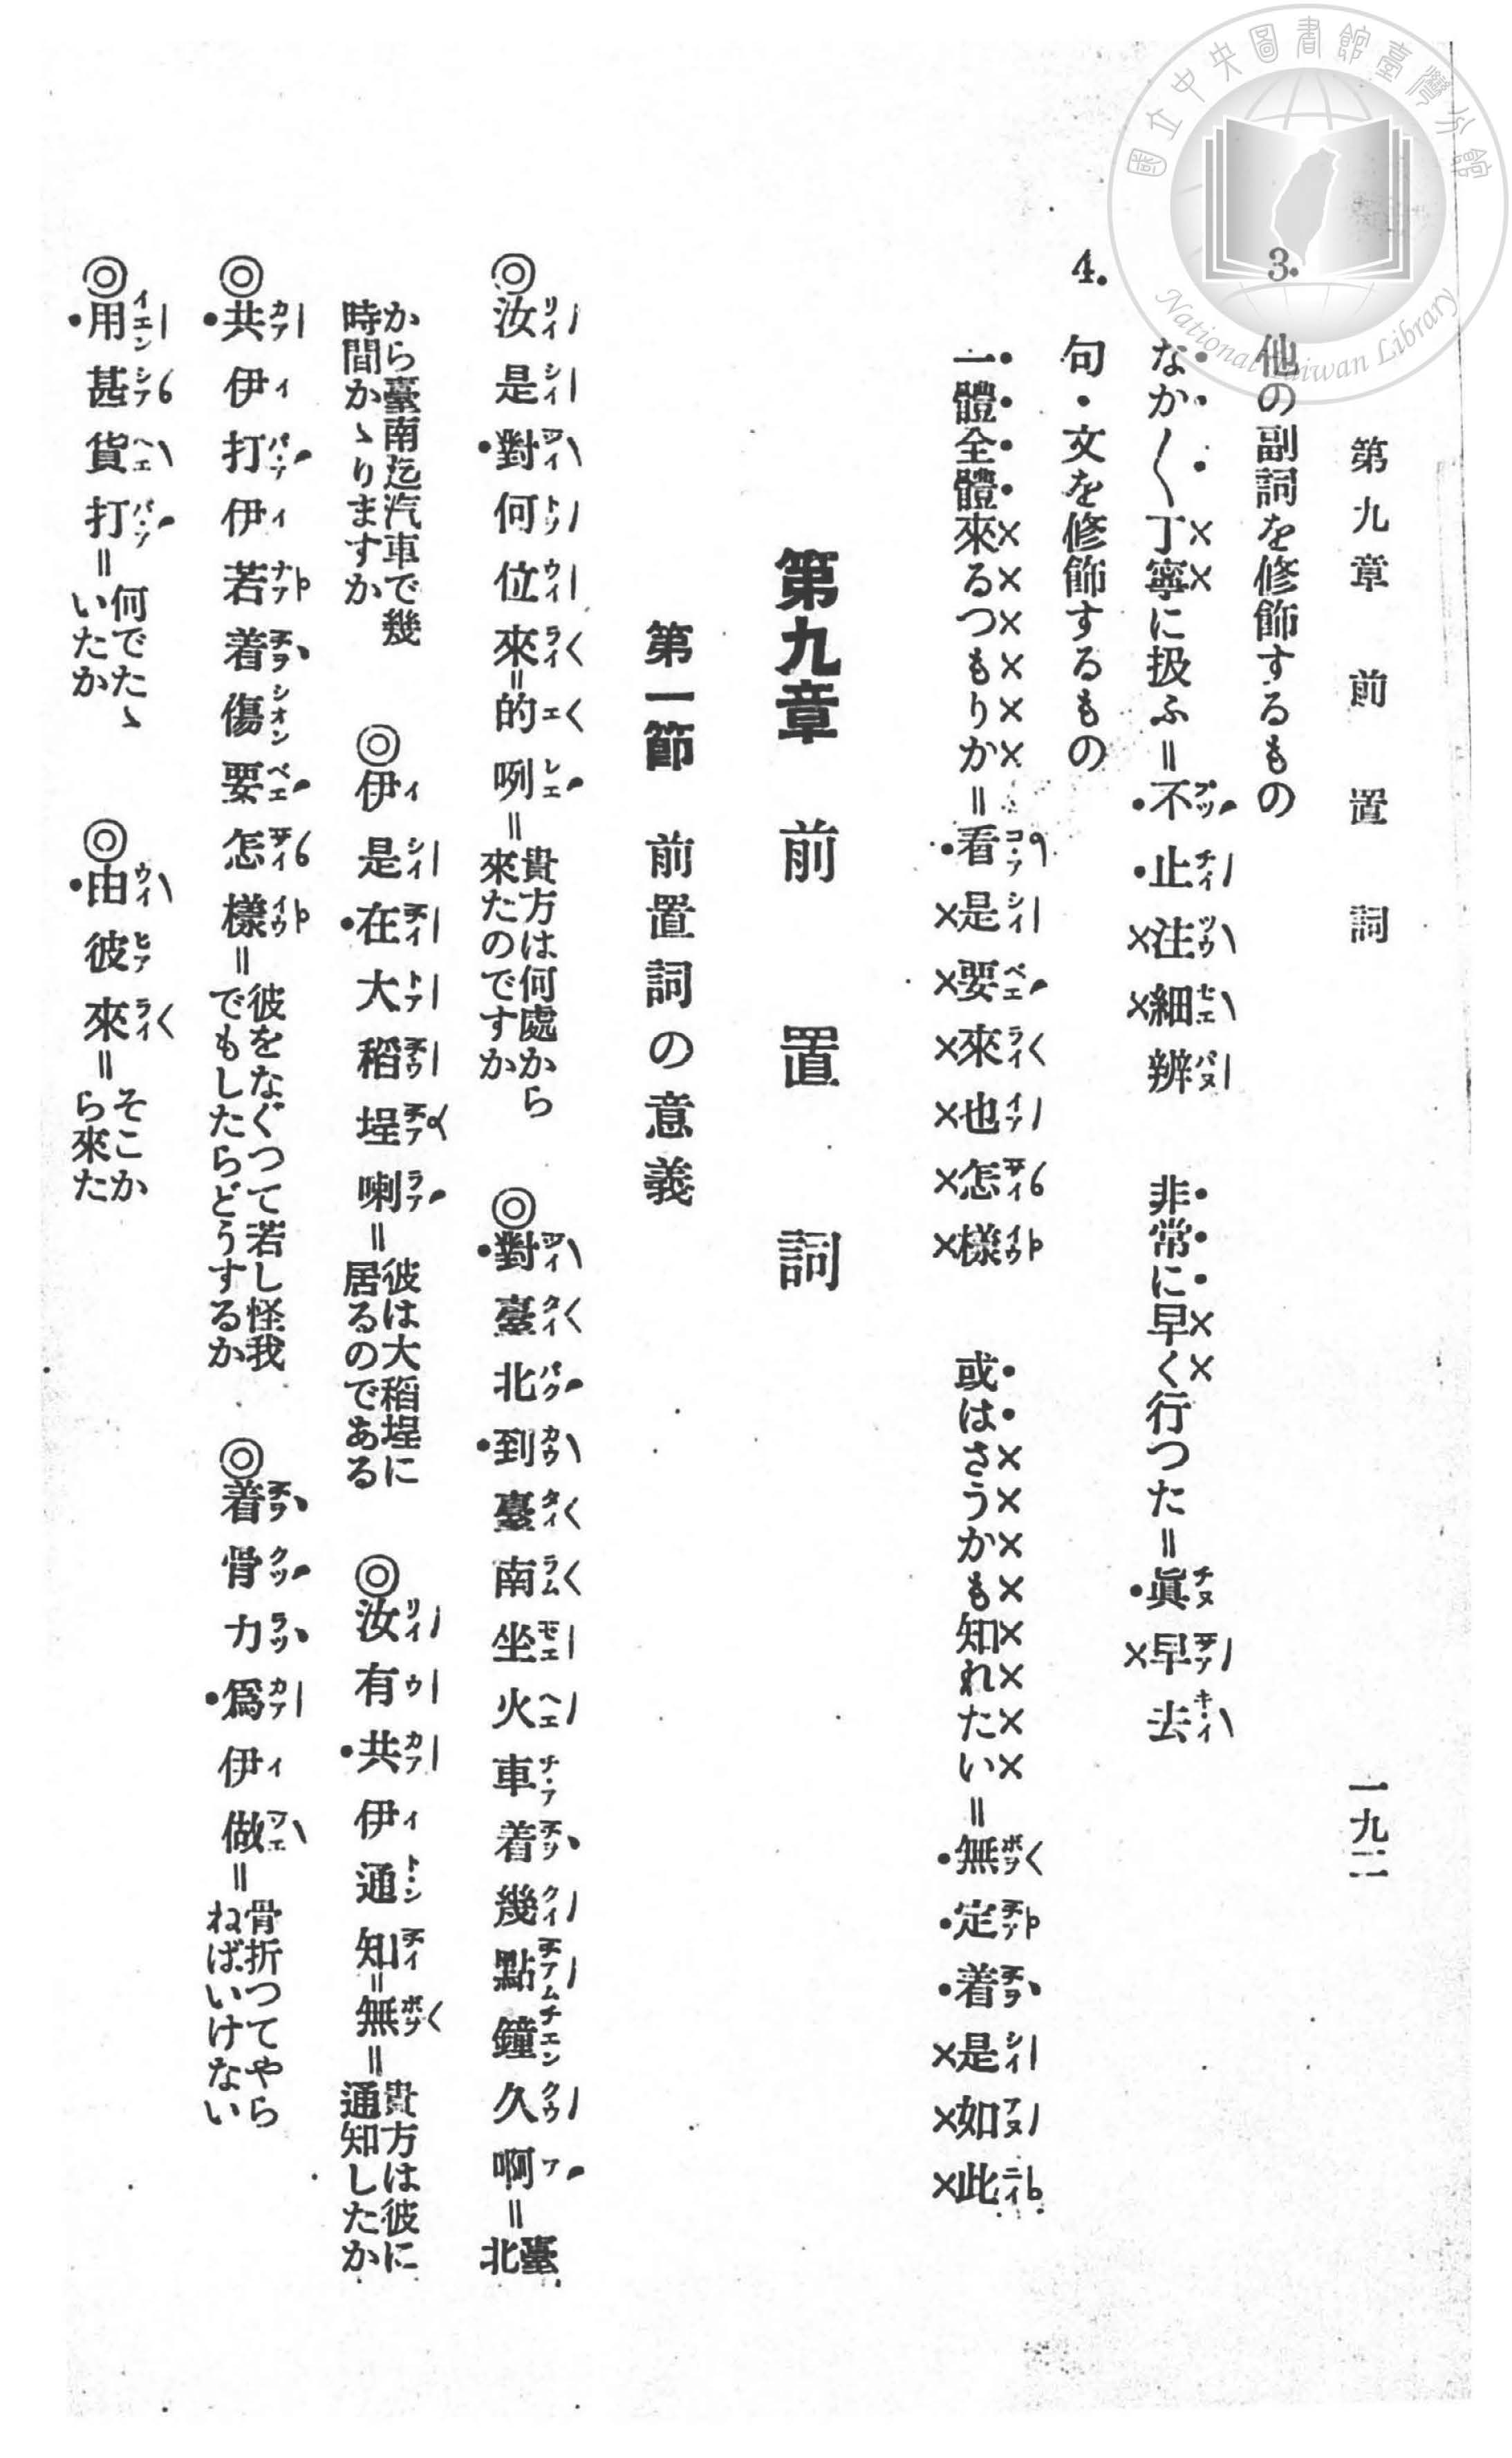 國立中央圖書館臺灣分館
National Taiwan Library
第九章 前置詞 一九二
3. 他の副詞を修飾するもの
なか〱丁寧に扱ふ=不止注細辨 非常に早く行つた=眞早去
4. 句・文を修飾するもの
一體全體來るつもりか=看是要來也怎樣 或はさうかも知れたい=無定着是如此
第九章 前置詞
第一節 前置詞の意義
◎汝是對何位來=的咧=貴方は何處から來たのですか ◎對臺北到臺南坐火車着幾點鐘久啊=臺北
から臺南迄汽車で幾時間かゝりますか ◎伊是在大稻埕喇=彼は大稻埕に居るのである ◎汝有共伊通知=無=貴方は彼に通知したか
◎共伊打伊若着傷要怎樣=彼をなぐつて若し怪我でもしたらどうするか ◎着骨力爲伊做=骨折つてやらねばいけない
◎用甚貨打=何でたゝいたか ◎由彼來=そこから來た